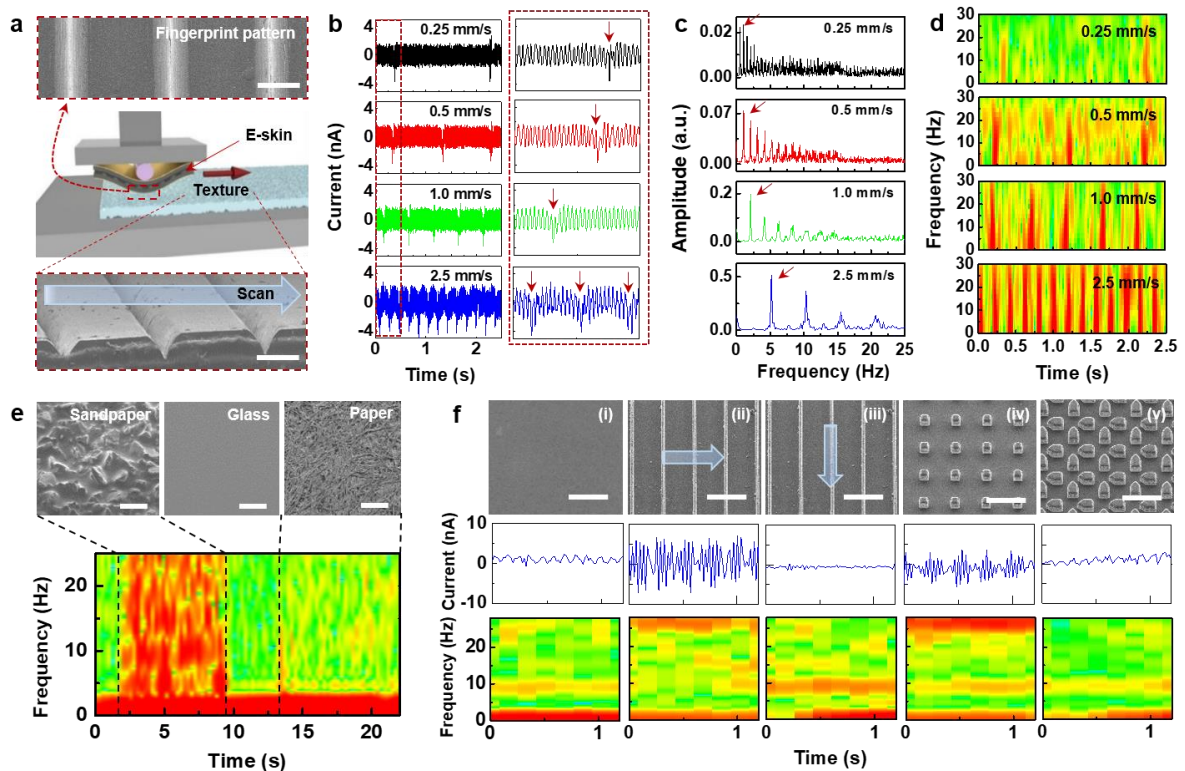 a
Fingerprint pattern
E-skin
Texture
Scan
b
Current (nA)
4
0
-4
4
0
-4
4
0
-4
4
0
-4
0.25 mm/s
0.5 mm/s
1.0 mm/s
2.5 mm/s
0 1 2
Time (s)
c
Amplitude (a.u.)
0.02
0.00
0.07
0.00
0.2
0.0
0.5
0.0
0.25 mm/s
0.5 mm/s
1.0 mm/s
2.5 mm/s
0 5 10 15 20 25
Frequency (Hz)
d
Frequency (Hz)
30
20
10
0
30
20
10
0
30
20
10
0
30
20
10
0
0.25 mm/s
0.5 mm/s
1.0 mm/s
2.5 mm/s
0.0 0.5 1.0 1.5 2.0 2.5
Time (s)
e
Sandpaper Glass Paper
Frequency (Hz)
20
10
0
0 5 10 15 20
Time (s)
f
(i) (ii) (iii) (iv) (v)
Current (nA)
10
0
-10
Frequency (Hz)
20
10
0
0 1 0 1 0 1 0 1 0 1
Time (s)